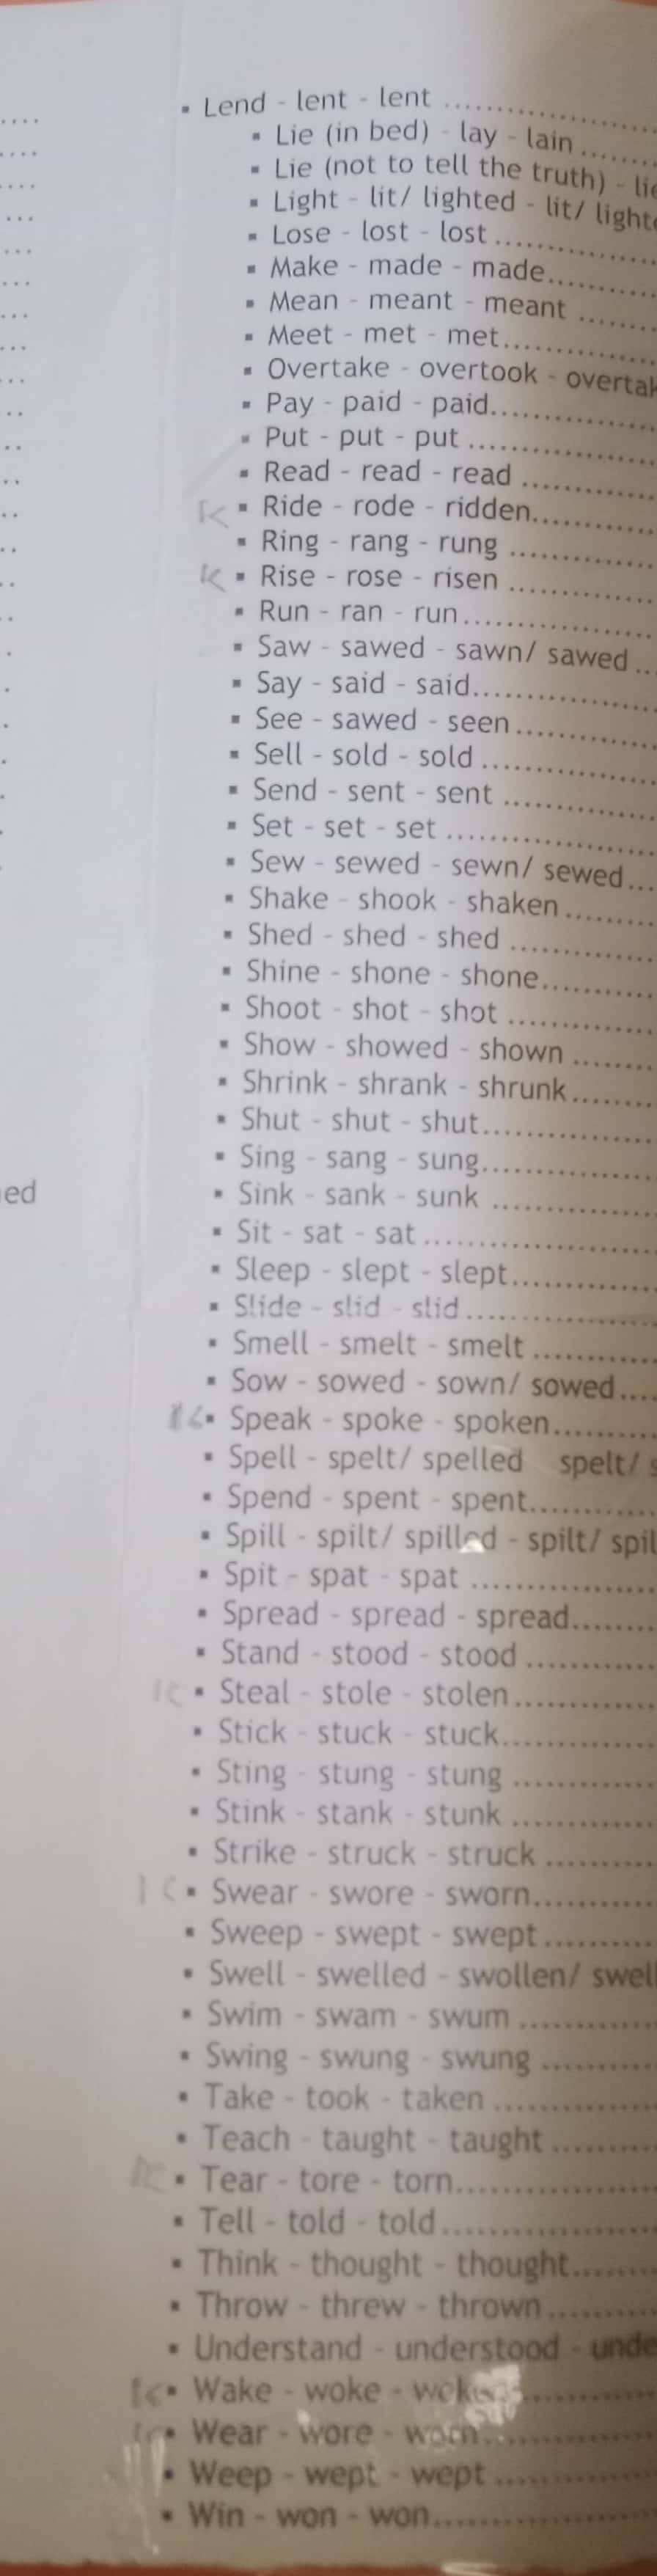 ▪ Lend - lent - lent ..........
▪ Lie (in bed) - lay - lain ..........
▪ Lie (not to tell the truth) - lie
▪ Light - lit/ lighted - lit/ lighte
▪ Lose - lost - lost ..........
▪ Make - made - made..........
▪ Mean - meant - meant ..........
▪ Meet - met - met..........
▪ Overtake - overtook - overtak
▪ Pay - paid - paid..........
▪ Put - put - put ..........
▪ Read - read - read ..........
K ▪ Ride - rode - ridden..........
▪ Ring - rang - rung ..........
K ▪ Rise - rose - risen ..........
▪ Run - ran - run..........
▪ Saw - sawed - sawn/ sawed ...
▪ Say - said - said..........
▪ See - sawed - seen..........
▪ Sell - sold - sold ..........
▪ Send - sent - sent ..........
▪ Set - set - set ..........
▪ Sew - sewed - sewn/ sewed...
▪ Shake - shook - shaken ..........
▪ Shed - shed - shed ..........
▪ Shine - shone - shone..........
▪ Shoot - shot - shot ..........
▪ Show - showed - shown ..........
▪ Shrink - shrank - shrunk..........
▪ Shut - shut - shut..........
▪ Sing - sang - sung..........
ed
▪ Sink - sank - sunk ..........
▪ Sit - sat - sat ..........
▪ Sleep - slept - slept..........
▪ Slide - slid - slid ..........
▪ Smell - smelt - smelt ..........
▪ Sow - sowed - sown/ sowed....
K ▪ Speak - spoke - spoken..........
▪ Spell - spelt/ spelled spelt/ s
▪ Spend - spent - spent..........
▪ Spill - spilt/ spilled - spilt/ spil
▪ Spit - spat - spat ..........
▪ Spread - spread - spread..........
▪ Stand - stood - stood ..........
K ▪ Steal - stole - stolen ..........
▪ Stick - stuck - stuck..........
▪ Sting - stung - stung ..........
▪ Stink - stank - stunk ..........
▪ Strike - struck - struck ..........
K ▪ Swear - swore - sworn..........
▪ Sweep - swept - swept ..........
▪ Swell - swelled - swollen/ swell
▪ Swim - swam - swum ..........
▪ Swing - swung - swung ..........
▪ Take - took - taken ..........
▪ Teach - taught - taught ..........
K ▪ Tear - tore - torn..........
▪ Tell - told - told ..........
▪ Think - thought - thought..........
▪ Throw - threw - thrown ..........
▪ Understand - understood - unde
K ▪ Wake - woke - ..........
K ▪ Wear - wore - worn..........
▪ Weep - wept - wept ..........
▪ Win - won - won..........